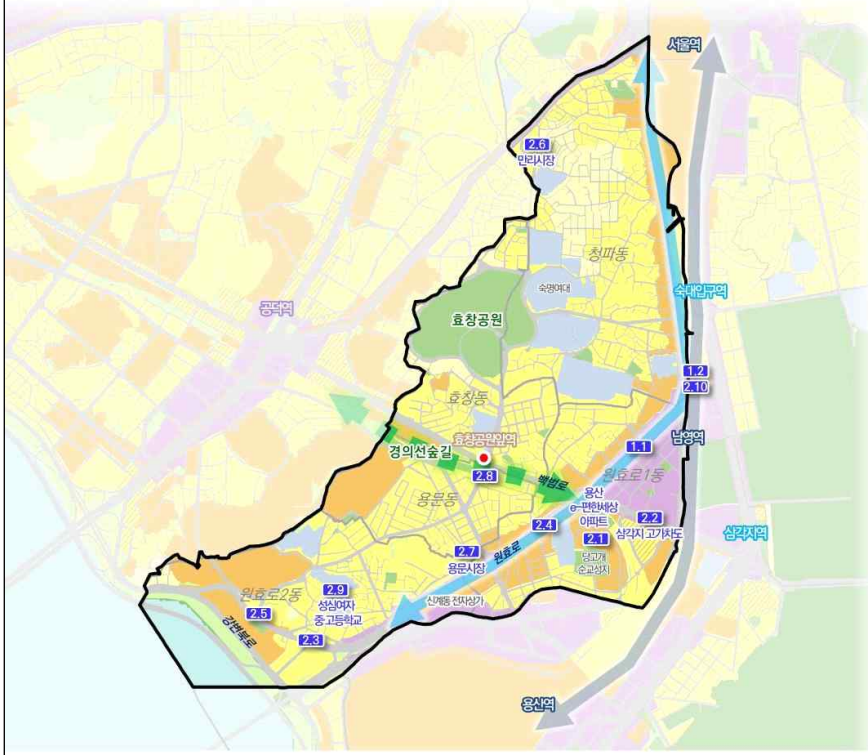 서울역
2.6
만리시장
청파동
숙명여대
숙대입구역
공덕역
효창공원
1.2
2.10
효창동
남영역
효창공원앞역
1.1
경의선숲길
2.8
백범로
원효로1동
용문동
용산
e-편한세상
아파트
2.4
2.1
2.2
삼각지 고가차도
삼각지역
2.7
용문시장
원효로
당고개
순교성지
원효로2동
2.9
성심여자
중·고등학교
신계동 전자상가
2.5
2.3
강변북로
용산역